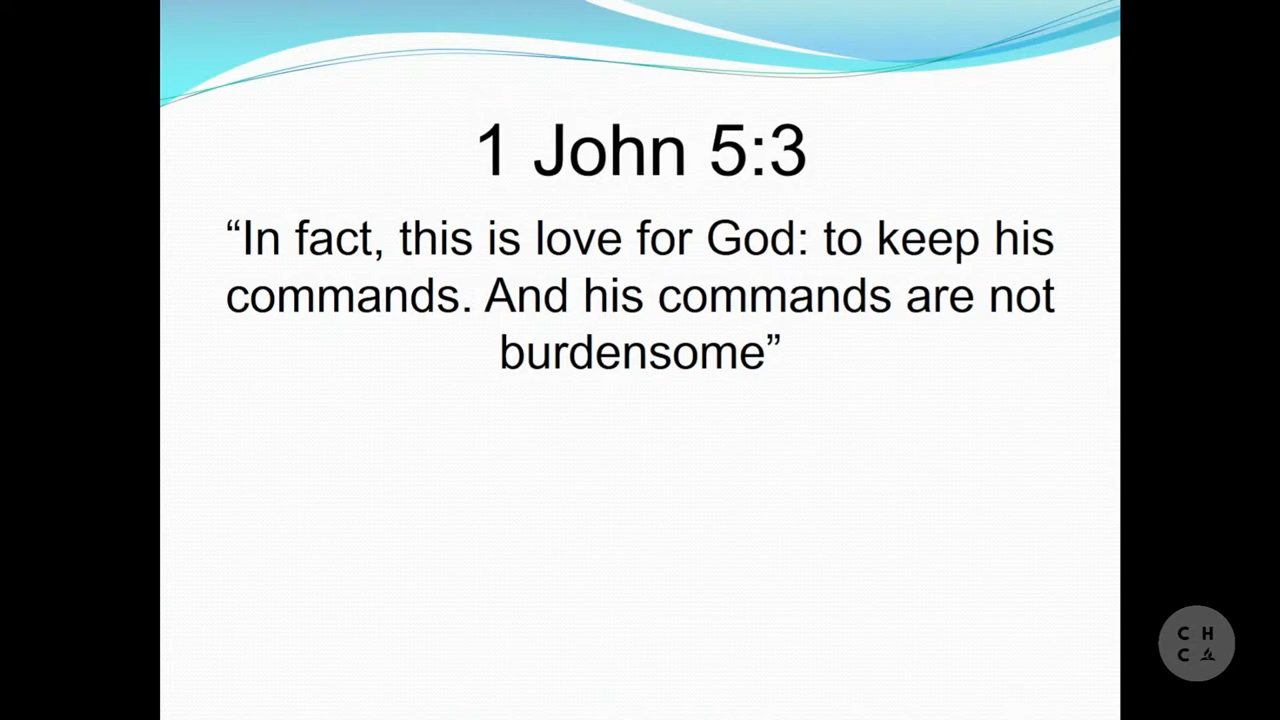 1 John 5:3
“In fact, this is love for God: to keep his
commands. And his commands are not
burdensome”
C H
C